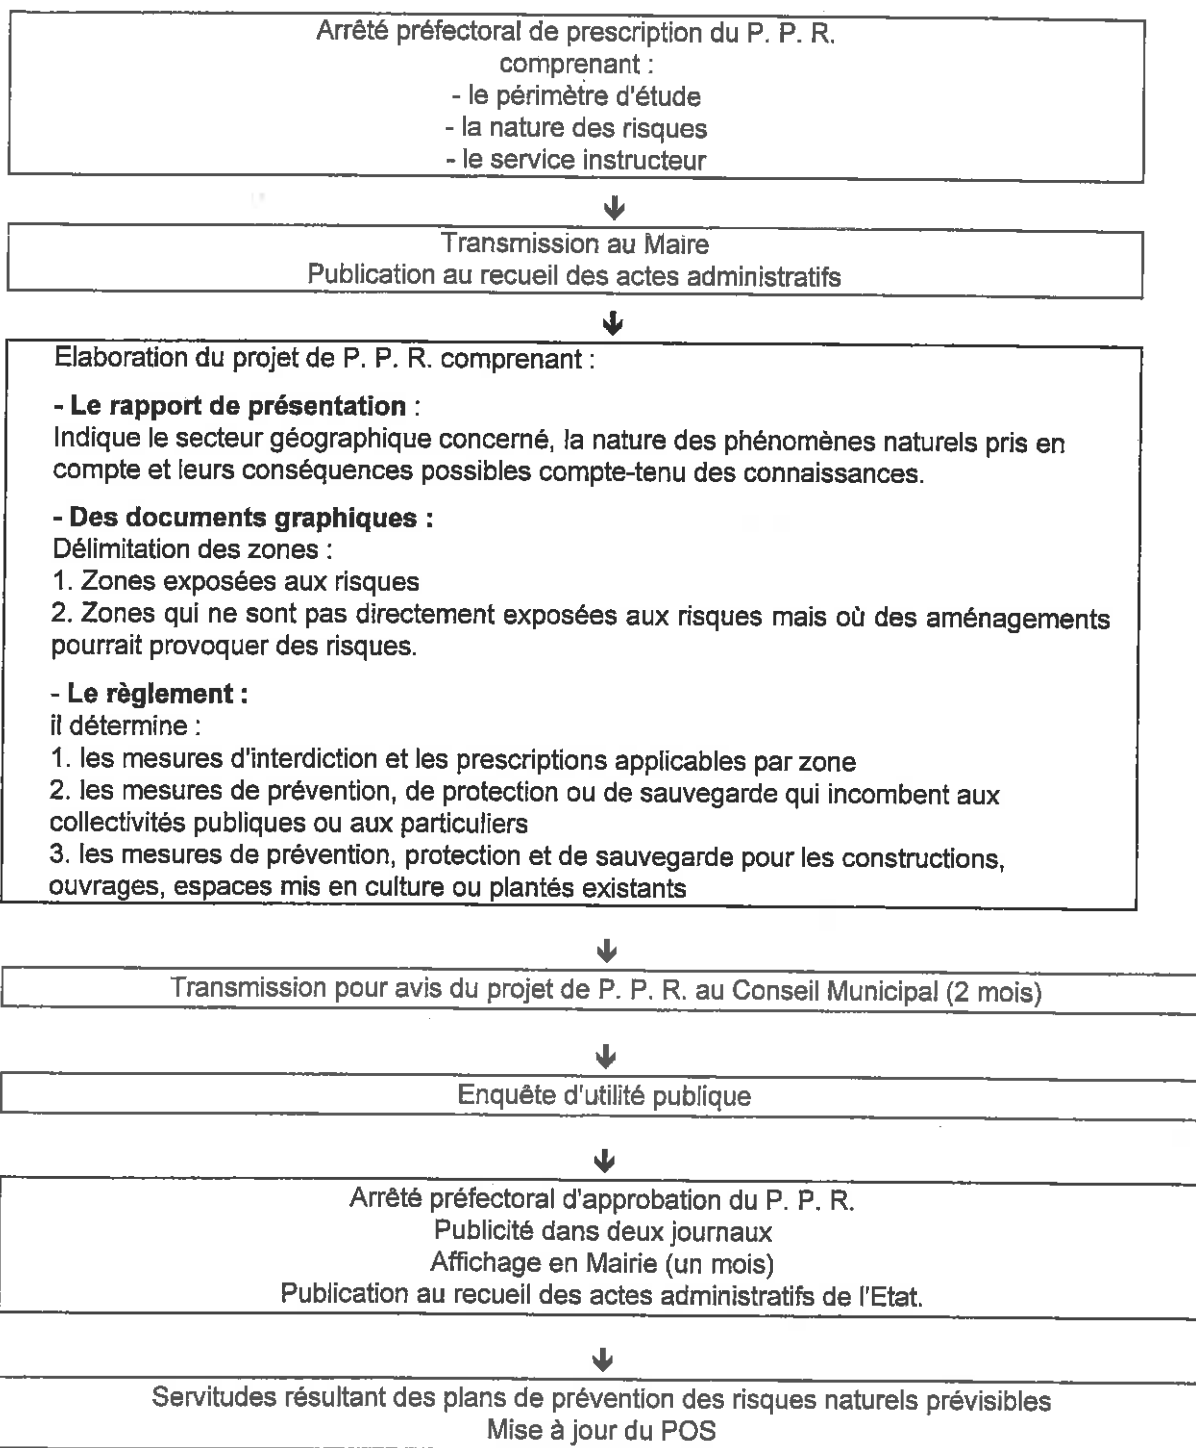 Arrêté préfectoral de prescription du P. P. R.
comprenant :
- le périmètre d'étude
- la nature des risques
- le service instructeur
Transmission au Maire
Publication au recueil des actes administratifs
Elaboration du projet de P. P. R. comprenant :
- Le rapport de présentation :
Indique le secteur géographique concerné, la nature des phénomènes naturels pris en
compte et leurs conséquences possibles compte-tenu des connaissances.
- Des documents graphiques :
Délimitation des zones :
1. Zones exposées aux risques
2. Zones qui ne sont pas directement exposées aux risques mais où des aménagements
pourrait provoquer des risques.
- Le règlement :
il détermine :
1. les mesures d'interdiction et les prescriptions applicables par zone
2. les mesures de prévention, de protection ou de sauvegarde qui incombent aux
collectivités publiques ou aux particuliers
3. les mesures de prévention, protection et de sauvegarde pour les constructions,
ouvrages, espaces mis en culture ou plantés existants
Transmission pour avis du projet de P. P. R. au Conseil Municipal (2 mois)
Enquête d'utilité publique
Arrêté préfectoral d'approbation du P. P. R.
Publicité dans deux journaux
Affichage en Mairie (un mois)
Publication au recueil des actes administratifs de l'Etat.
Servitudes résultant des plans de prévention des risques naturels prévisibles
Mise à jour du POS